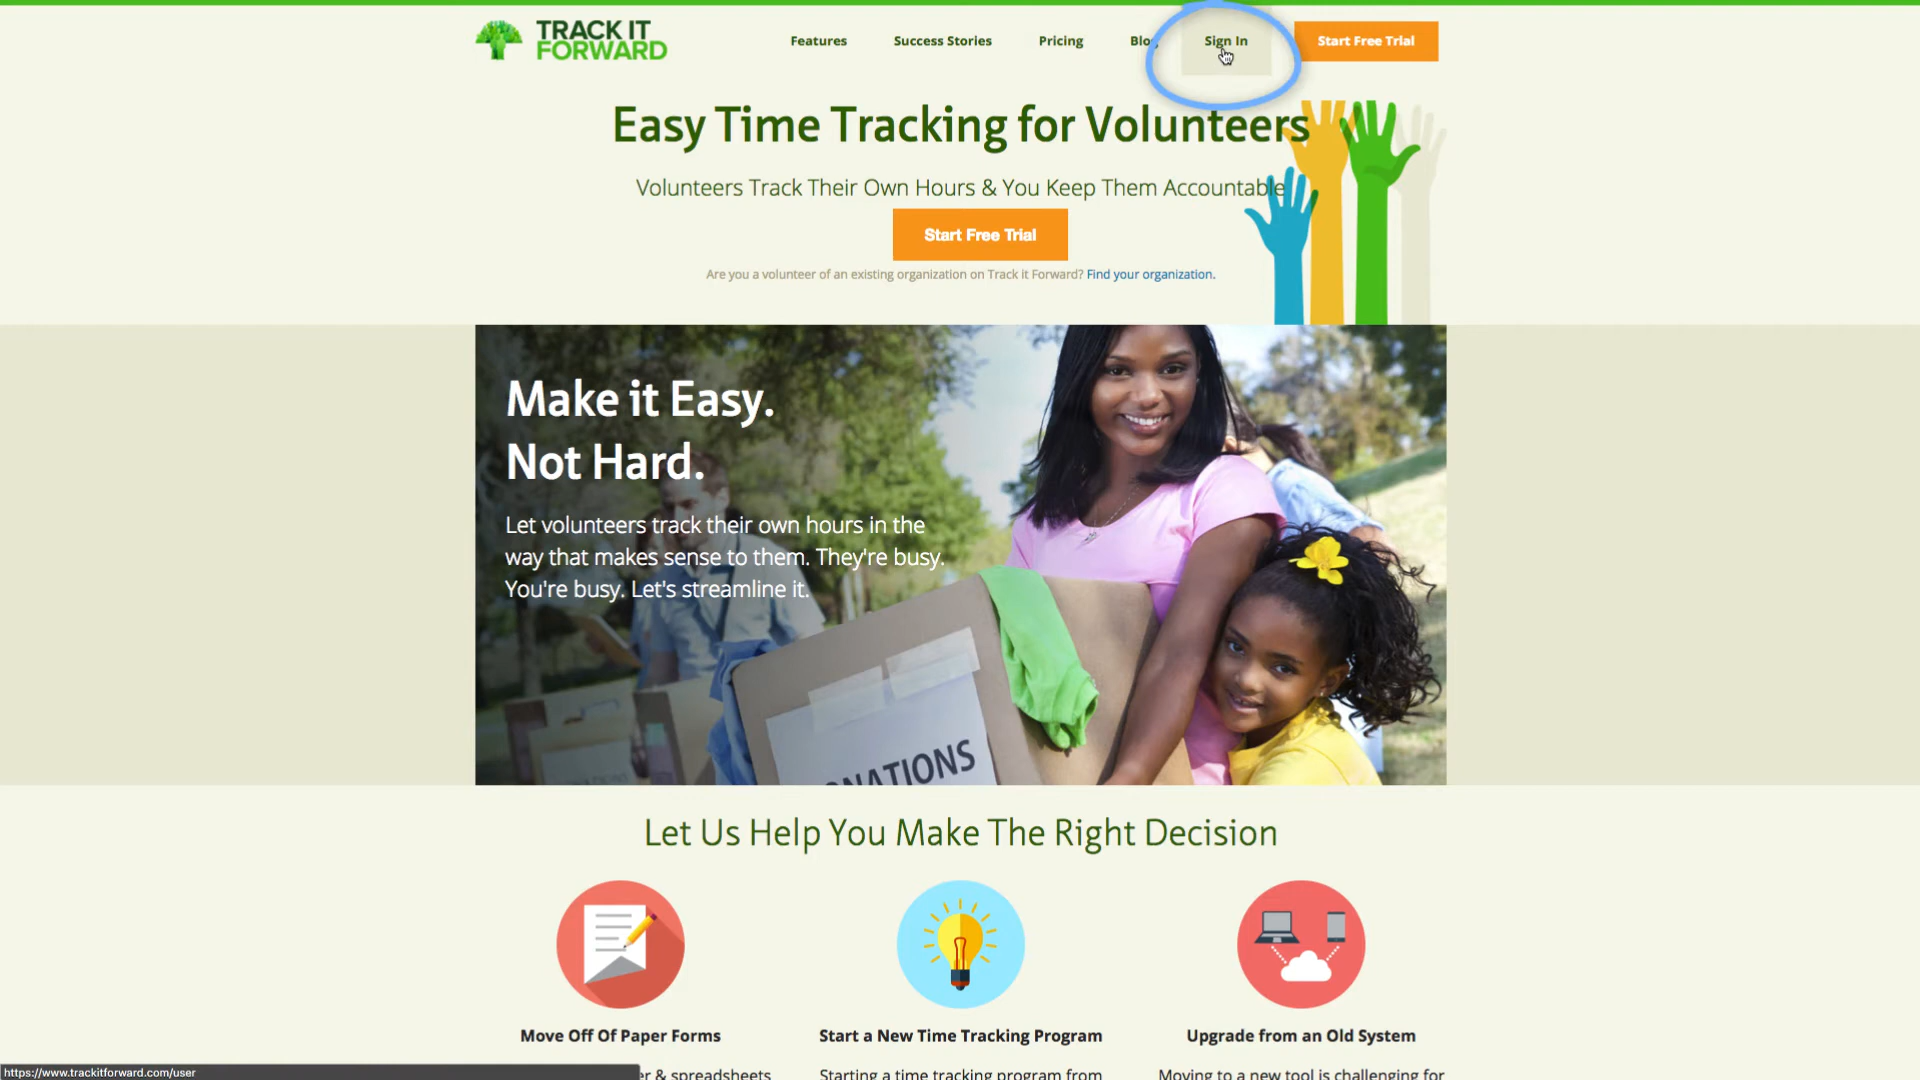 TRACK IT
FORWARD
Features Success Stories Pricing Blog Sign In Start Free Trial
Easy Time Tracking for Volunteers
Volunteers Track Their Own Hours & You Keep Them Accountable
Start Free Trial
Are you a volunteer of an existing organization on Track it Forward? Find your organization.
Make it Easy.
Not Hard.
Let volunteers track their own hours in the
way that makes sense to them. They're busy.
You're busy. Let's streamline it.
Let Us Help You Make The Right Decision
Move Off Of Paper Forms
Start a New Time Tracking Program
Upgrade from an Old System
& spreadsheets
Starting a time tracking program from
Moving to a new tool is challenging for
https://www.trackitforward.com/user